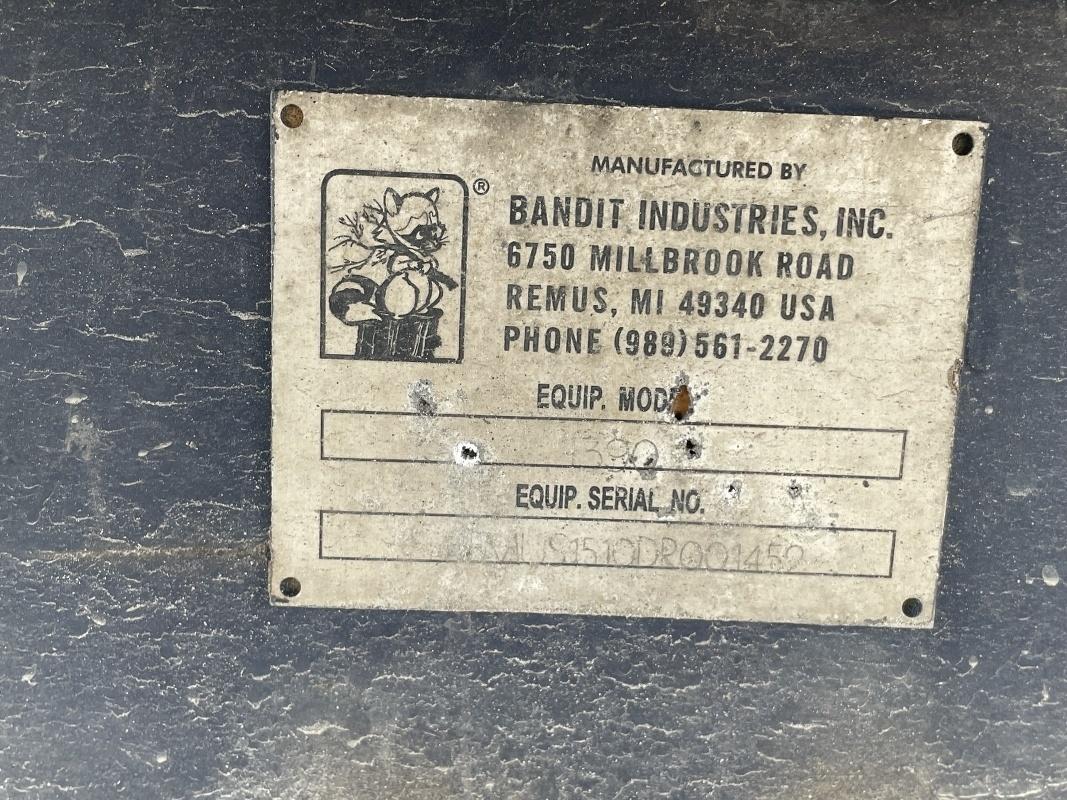 ®
MANUFACTURED BY
BANDIT INDUSTRIES, INC.
6750 MILLBROOK ROAD
REMUS, MI 49340 USA
PHONE (989) 561-2270
EQUIP. MODEL
EQUIP. SERIAL NO.